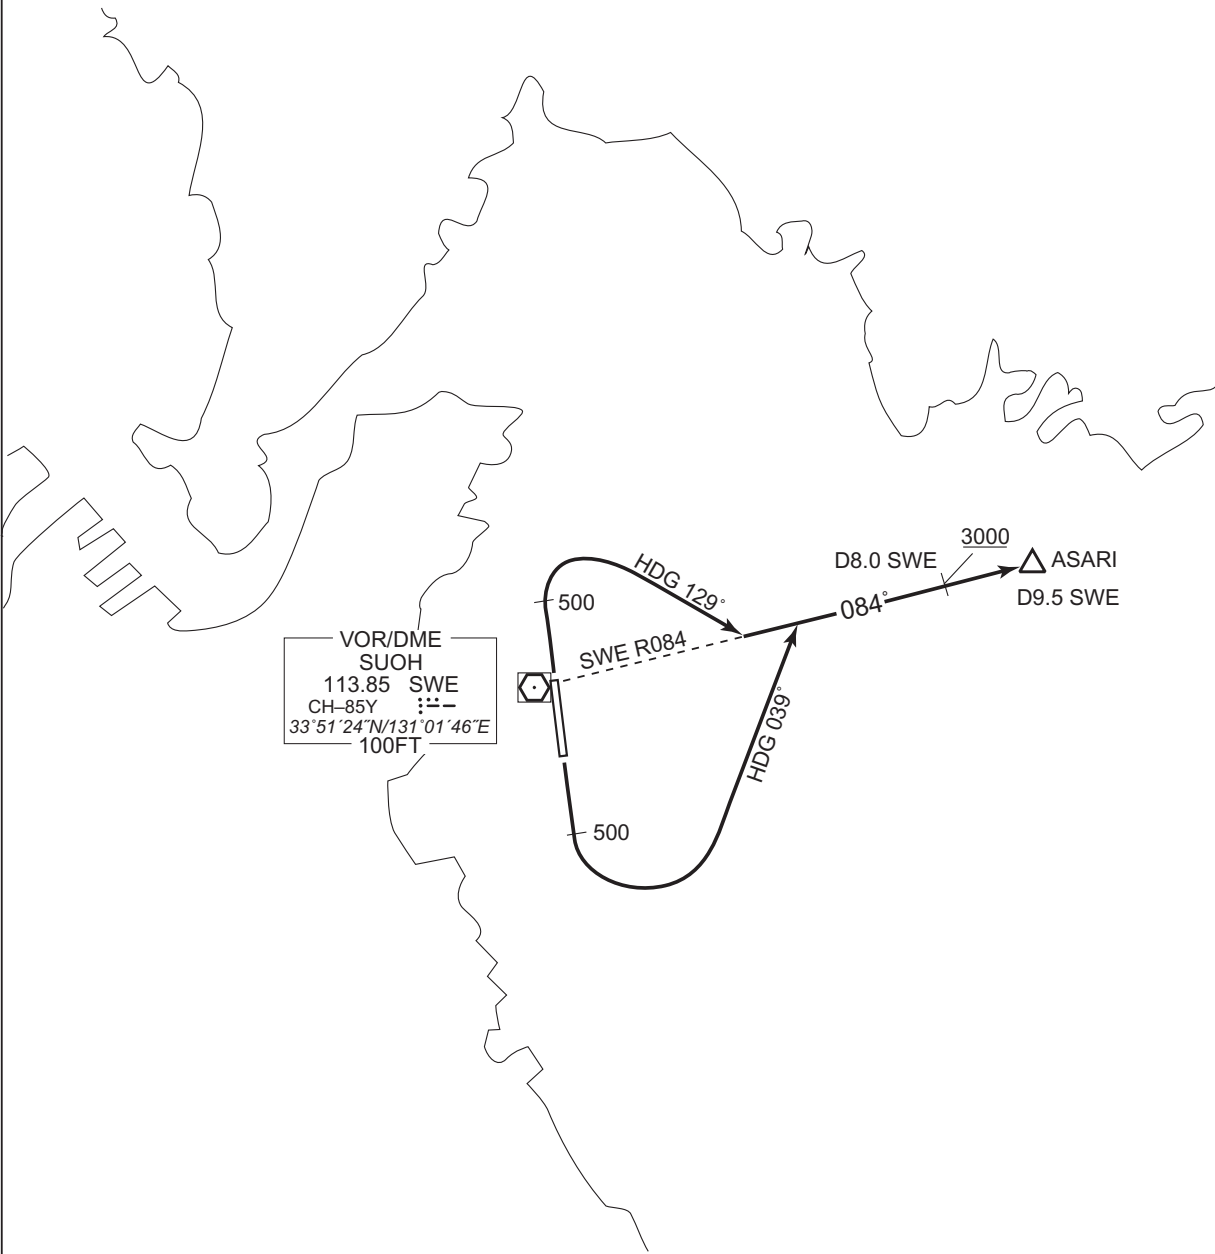 3000
D8.0 SWE
ASARI
D9.5 SWE
HDG 129°
500
084°
SWE R084
VOR/DME
SUOH
113.85 SWE
CH–85Y
33°51´24˝N/131°01´46˝E
100FT
HDG 039°
500